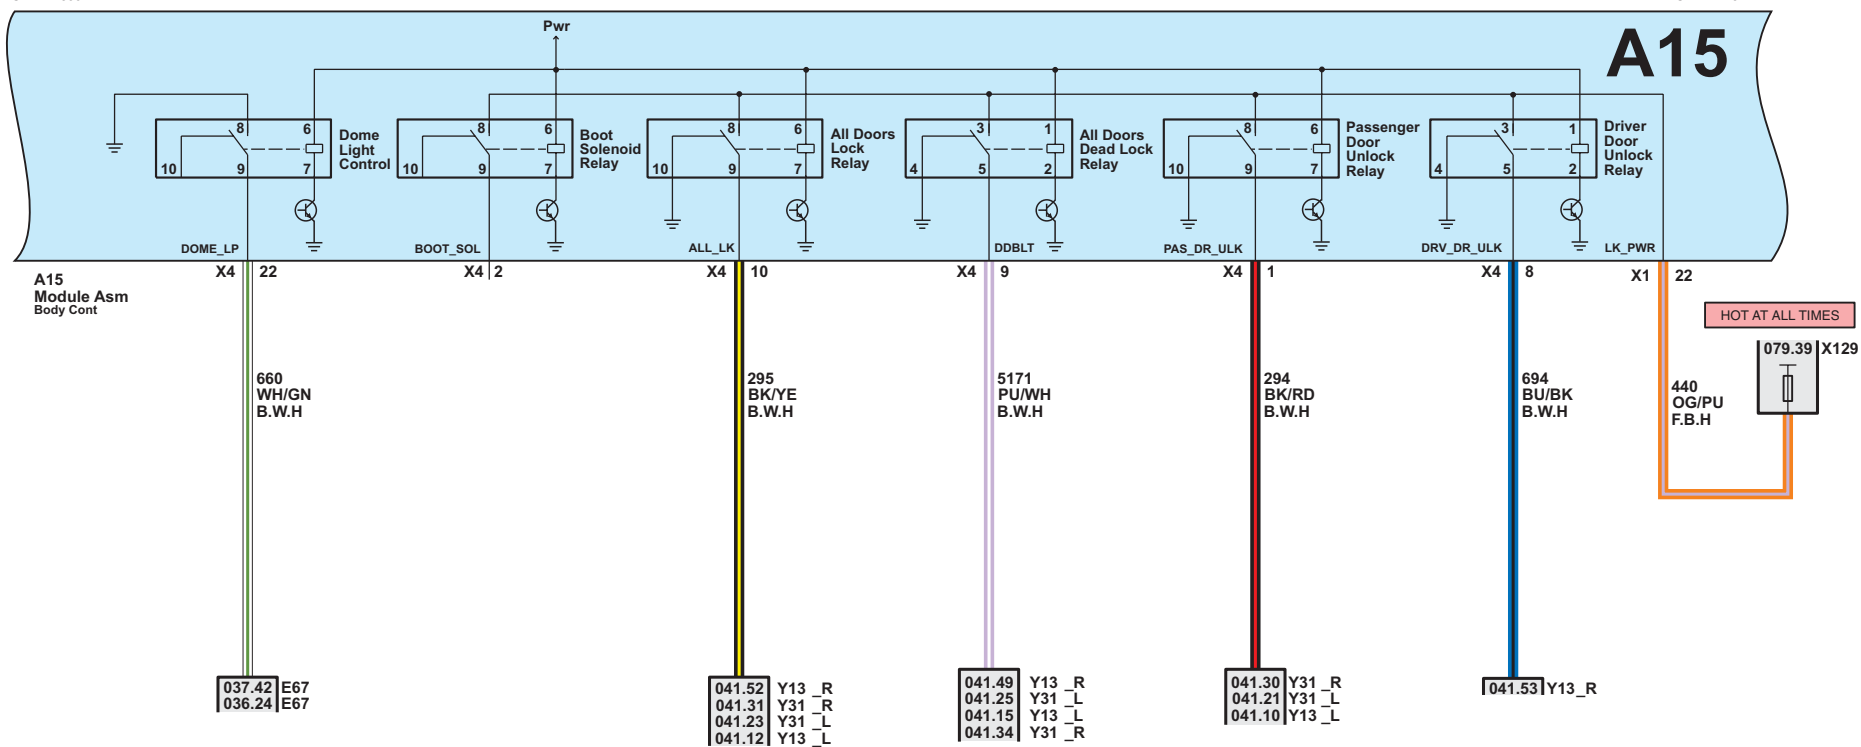 Pwr
A15
8 6
10 9 7
Dome
Light
Control
8 6
10 9 7
Boot
Solenoid
Relay
8 6
10 9 7
All Doors
Lock
Relay
3 1
4 5 2
All Doors
Dead Lock
Relay
8 6
10 9 7
Passenger
Door
Unlock
Relay
3 1
4 5 2
Driver
Door
Unlock
Relay
DOME_LP
BOOT_SOL
ALL_LK
DDBLT
PAS_DR_ULK
DRV_DR_ULK
LK_PWR
A15
Module Asm
Body Cont
X4 22
X4 2
X4 10
X4 9
X4 1
X4 8
X1 22
HOT AT ALL TIMES
079.39 X129
660
WH/GN
B.W.H
295
BK/YE
B.W.H
5171
PU/WH
B.W.H
294
BK/RD
B.W.H
694
BU/BK
B.W.H
440
OG/PU
F.B.H
037.42 E67
036.24 E67
041.52 Y13 _R
041.31 Y31 _R
041.23 Y31 _L
041.12 Y13 _L
041.49 Y13 _R
041.25 Y31 _L
041.15 Y13 _L
041.34 Y31 _R
041.30 Y31 _R
041.21 Y31 _L
041.10 Y13 _L
041.53 Y13_R